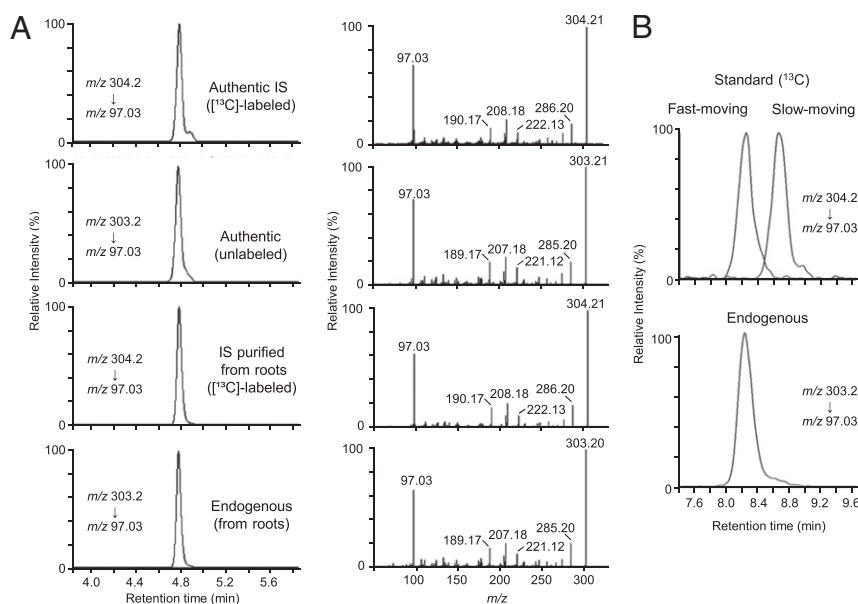 A
100
Relative Intensity (%)
0
m/z 304.2
↓
m/z 97.03
Authentic IS
([¹³C]-labeled)
100
0
m/z 303.2
↓
m/z 97.03
Authentic
(unlabeled)
100
0
m/z 304.2
↓
m/z 97.03
IS purified
from roots
([¹³C]-labeled)
100
0
m/z 303.2
↓
m/z 97.03
Endogenous
(from roots)
4.0 4.4 4.8 5.2 5.6
Retention time (min)
Relative Intensity (%)
100
0
97.03
190.17
208.18
222.13
286.20
304.21
100
0
97.03
189.17
207.18
221.12
285.20
303.21
100
0
97.03
190.17
208.18
222.13
286.20
304.21
100
0
97.03
189.17
207.18
221.12
285.20
303.20
100 150 200 250 300
m/z
B
Standard (¹³C)
Fast-moving Slow-moving
100
0
m/z 304.2
↓
m/z 97.03
Relative Intensity (%)
Endogenous
100
0
m/z 303.2
↓
m/z 97.03
7.6 8.0 8.4 8.8 9.2 9.6
Retention time (min)